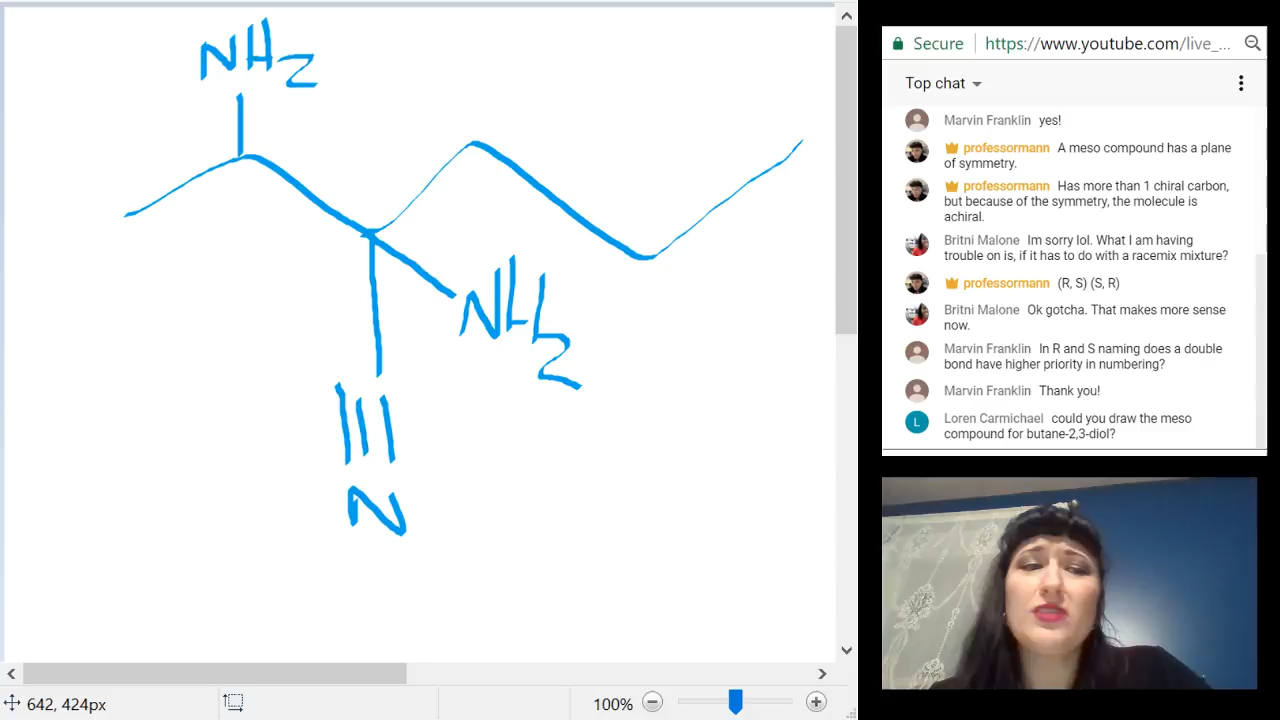 NH2
NH2
N
642, 424px
100%
Secure https://www.youtube.com/live_...
Top chat
Marvin Franklin yes!
professormann A meso compound has a plane
of symmetry.
professormann Has more than 1 chiral carbon,
but because of the symmetry, the molecule is
achiral.
Britni Malone Im sorry lol. What I am having
trouble on is, if it has to do with a racemix mixture?
professormann (R, S) (S, R)
Britni Malone Ok gotcha. That makes more sense
now.
Marvin Franklin In R and S naming does a double
bond have higher priority in numbering?
Marvin Franklin Thank you!
L Loren Carmichael could you draw the meso
compound for butane-2,3-diol?